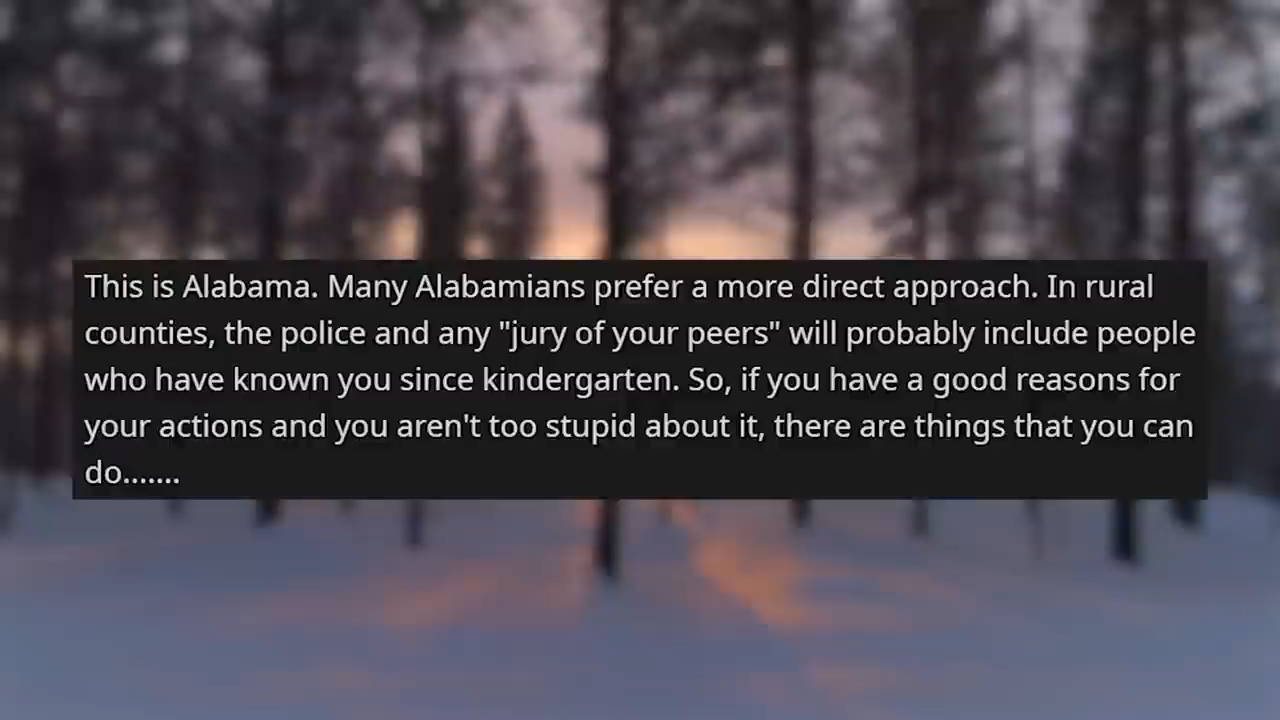 This is Alabama. Many Alabamians prefer a more direct approach. In rural
counties, the police and any "jury of your peers" will probably include people
who have known you since kindergarten. So, if you have a good reasons for
your actions and you aren't too stupid about it, there are things that you can
do.......